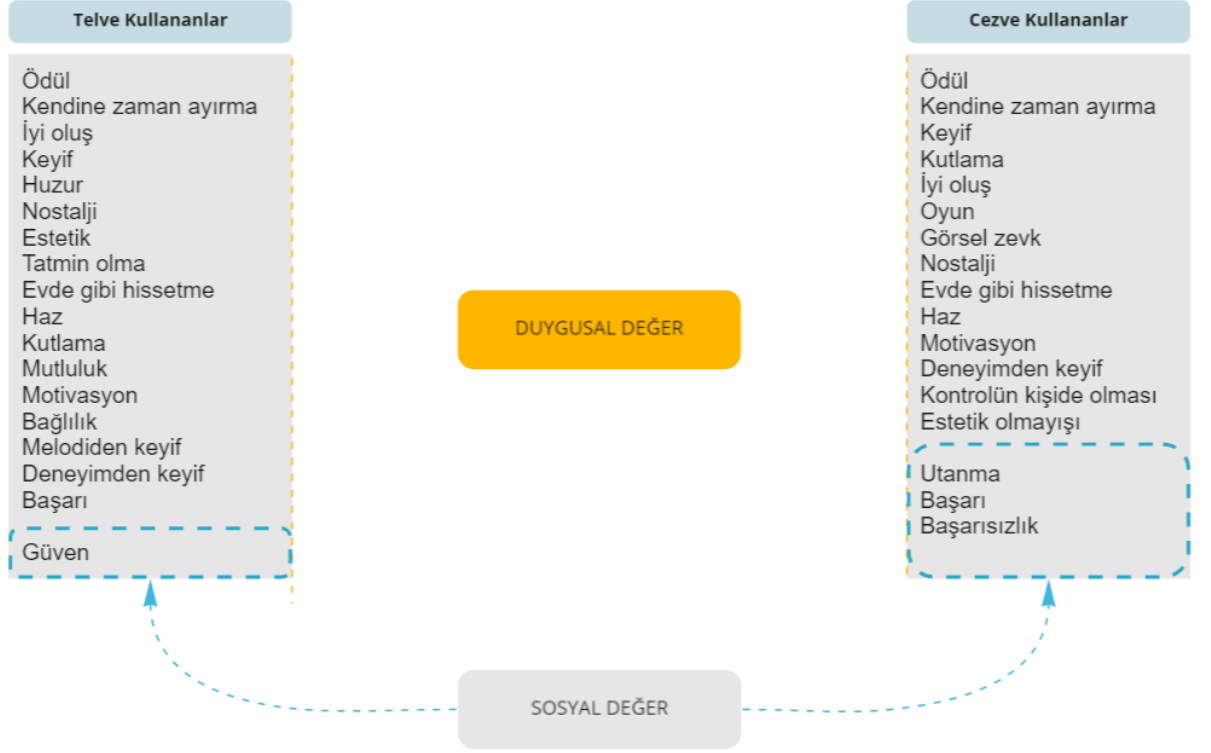 Telve Kullananlar
Ödül
Kendine zaman ayırma
İyi oluş
Keyif
Huzur
Nostalji
Estetik
Tatmin olma
Evde gibi hissetme
Haz
Kutlama
Mutluluk
Motivasyon
Bağlılık
Melodiden keyif
Deneyimden keyif
Başarı
Güven
DUYGUSAL DEĞER
SOSYAL DEĞER
Cezve Kullananlar
Ödül
Kendine zaman ayırma
Keyif
Kutlama
İyi oluş
Oyun
Görsel zevk
Nostalji
Evde gibi hissetme
Haz
Motivasyon
Deneyimden keyif
Kontrolün kişide olması
Estetik olmayışı
Utanma
Başarı
Başarısızlık